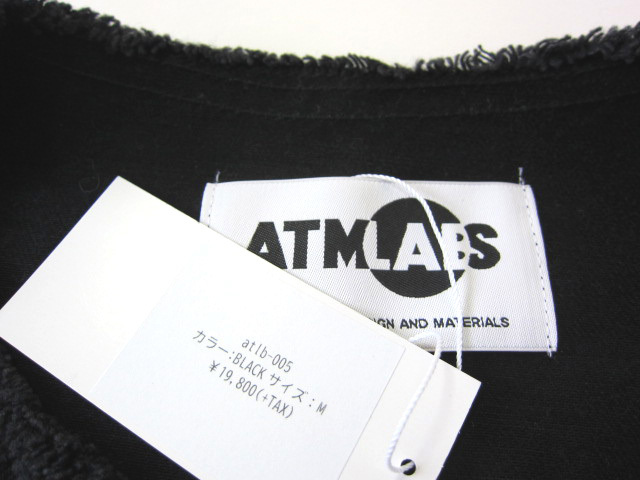 ATMLABS
GN AND MATERIALS
atlb-005
カラー:BLACK サイズ:M
¥19,800(+TAX)